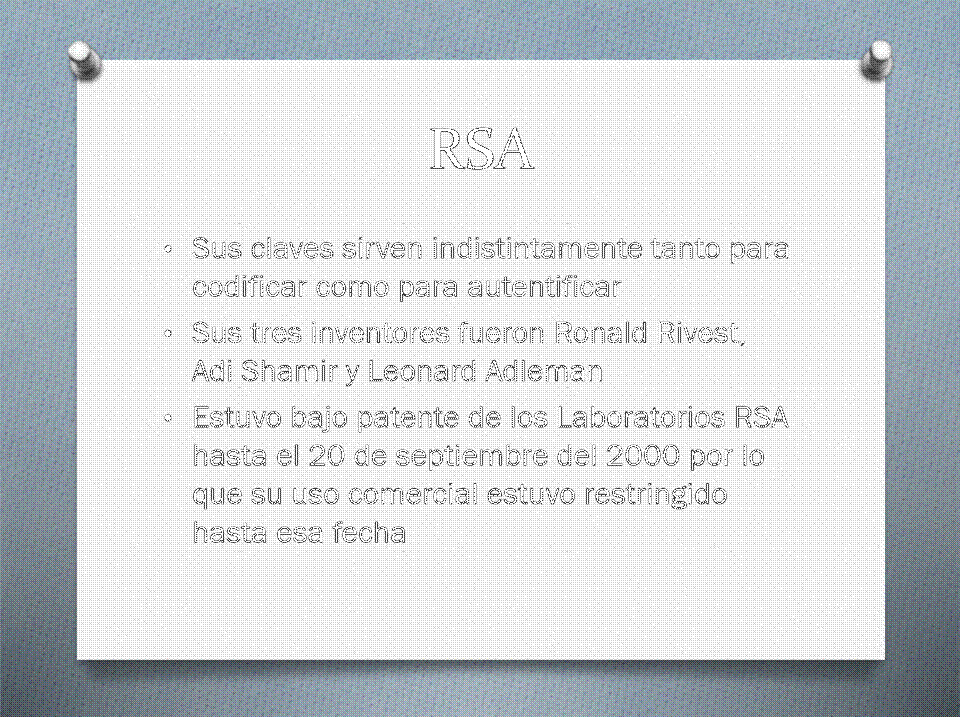 RSA
• Sus claves sirven indistintamente tanto para
codificar como para autentificar
• Sus tres inventores fueron Ronald Rivest,
Adi Shamir y Leonard Adleman
• Estuvo bajo patente de los Laboratorios RSA
hasta el 20 de septiembre del 2000 por lo
que su uso comercial estuvo restringido
hasta esa fecha